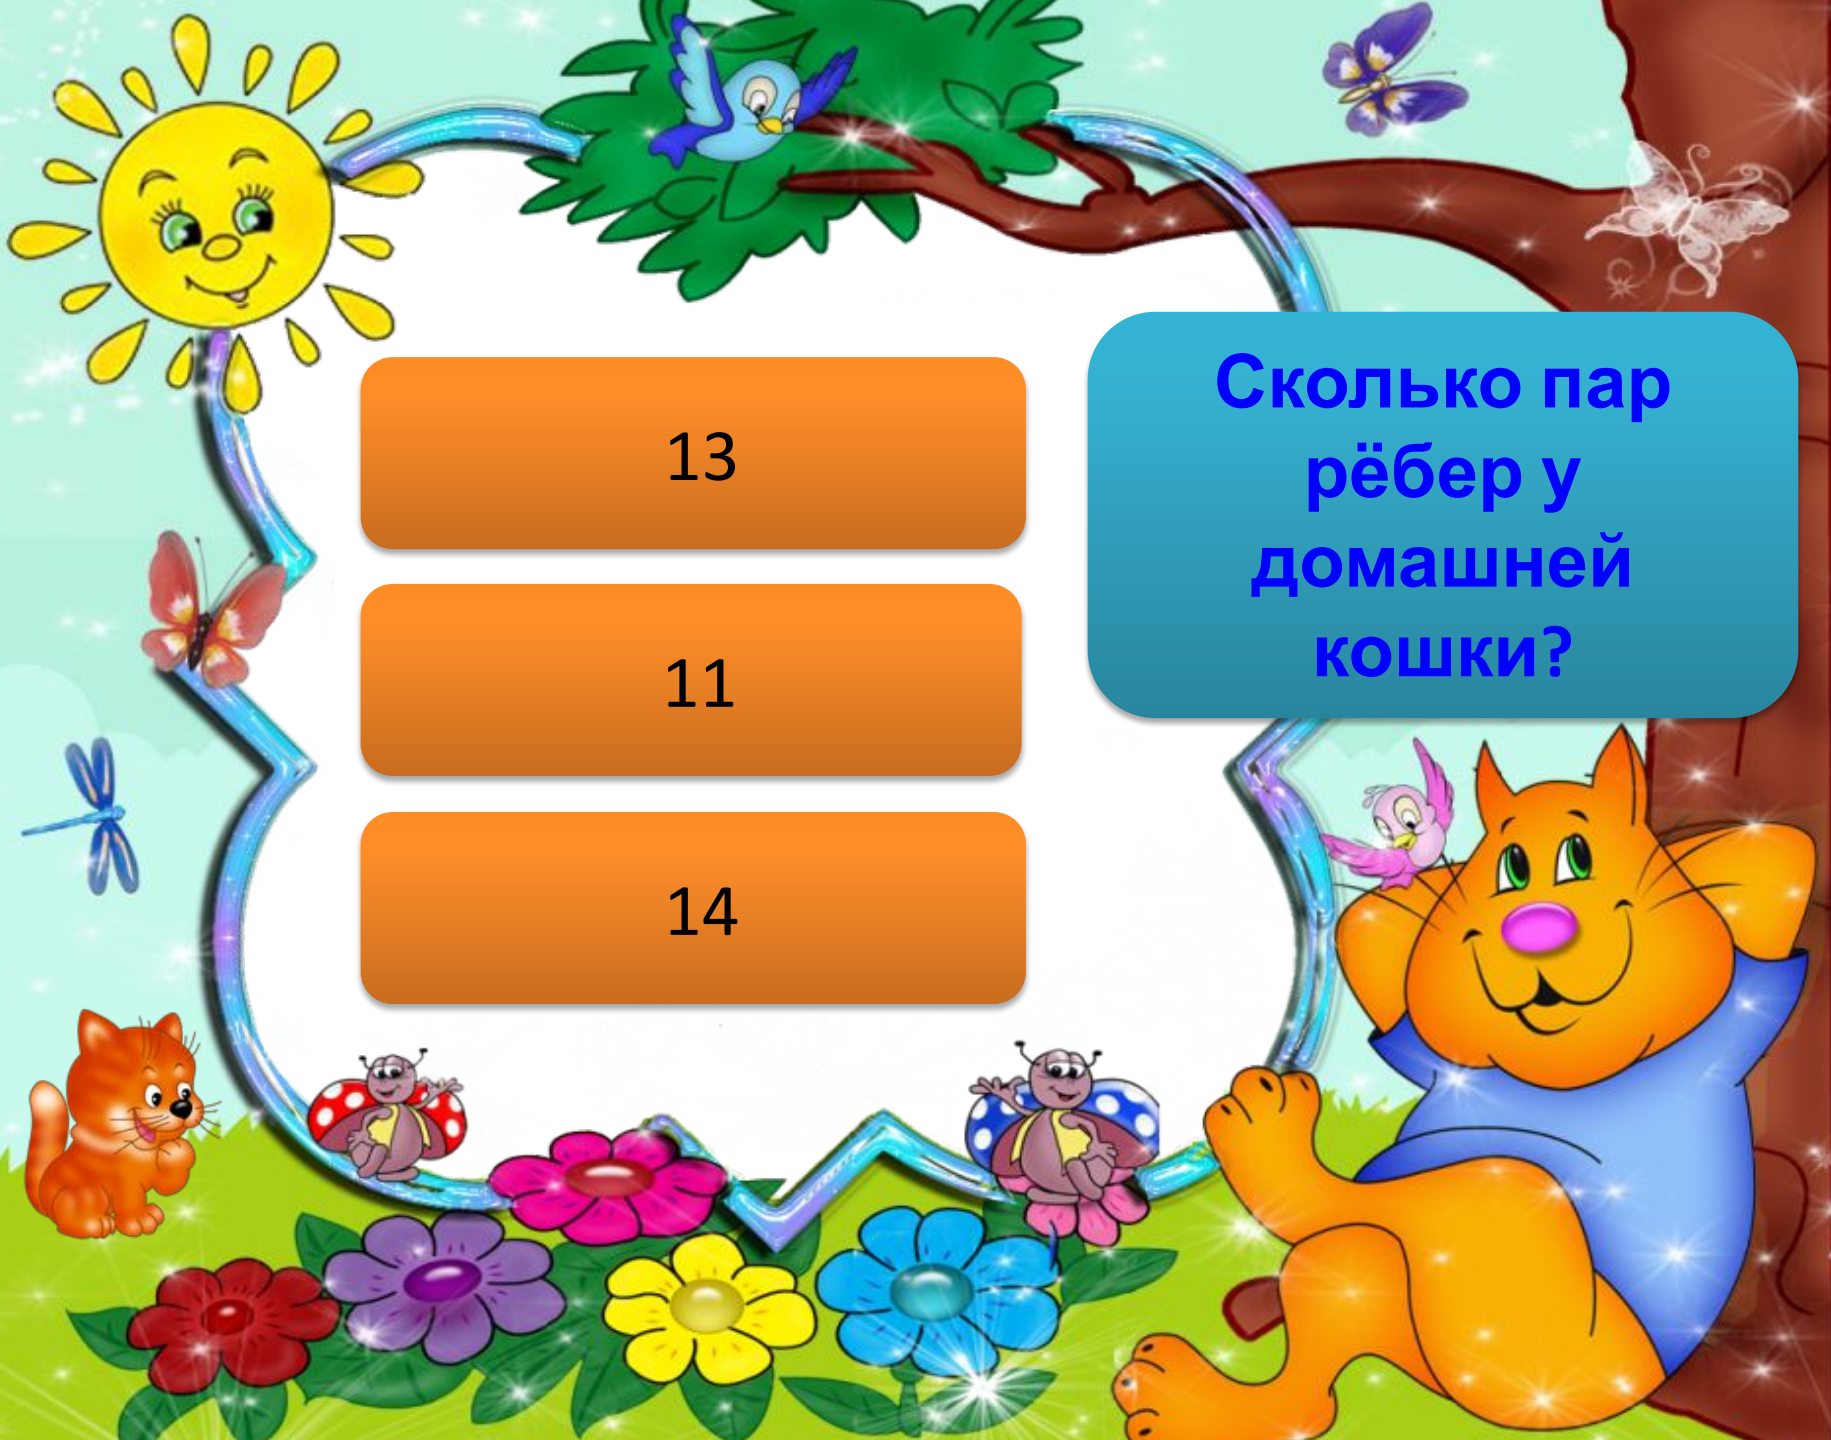 Сколько пар
рёбер у
домашней
кошки?
13
11
14